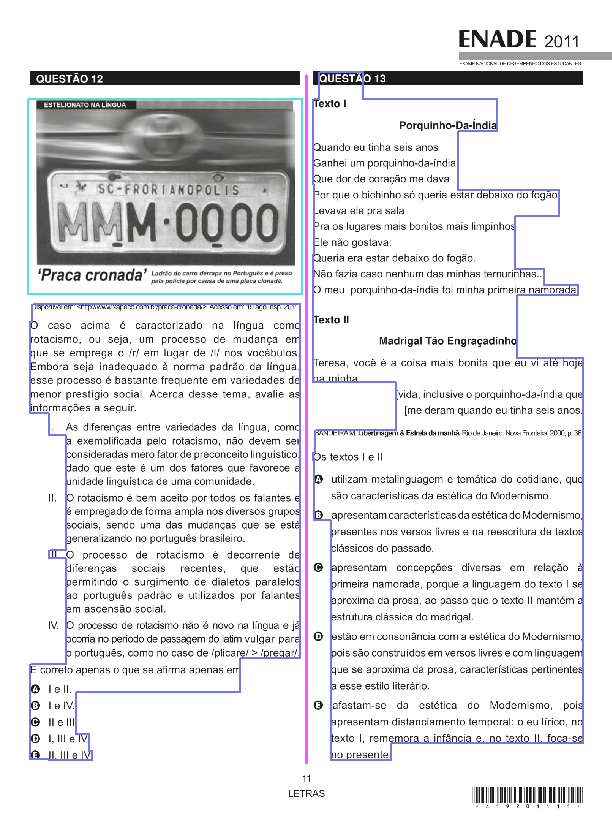 ENADE 2011
EXAME NACIONAL DE DESEMPENHO DOS ESTUDANTES
QUESTÃO 12
ESTELIONATO NA LÍNGUA
SC-FRORIANOPOLIS
MMM·0000
'Praca cronada'
Ladrão de carro derrapa no Português e é preso
pela polícia por causa de uma placa clonada.
O caso acima é caracterizado na língua como
rotacismo, ou seja, um processo de mudança em
que se emprega o /r/ em lugar de /l/ nos vocábulos.
Embora seja inadequado à norma padrão da língua,
esse processo é bastante frequente em variedades de
menor prestígio social. Acerca desse tema, avalie as
informações a seguir.
I. As diferenças entre variedades da língua, como
a exemplificada pelo rotacismo, não devem ser
consideradas mero fator de preconceito linguístico,
dado que este é um dos fatores que favorece a
unidade linguística de uma comunidade.
II. O rotacismo é bem aceito por todos os falantes e
é empregado de forma ampla nos diversos grupos
sociais, sendo uma das mudanças que se está
generalizando no português brasileiro.
III. O processo de rotacismo é decorrente de
diferenças sociais recentes, que estão
permitindo o surgimento de dialetos paralelos
ao português padrão e utilizados por falantes
em ascensão social.
IV. O processo de rotacismo não é novo na língua e já
ocorria no período de passagem do latim vulgar para
o português, como no caso de /plicare/ > /pregar/.
É correto apenas o que se afirma apenas em
A I e II.
B I e IV.
C II e III.
D I, III e IV.
E II, III e IV.
QUESTÃO 13
Texto I
Porquinho-Da-Índia
Quando eu tinha seis anos
Ganhei um porquinho-da-índia.
Que dor de coração me dava
Por que o bichinho só queria estar debaixo do fogão!
Levava ele pra sala
Pra os lugares mais bonitos mais limpinhos
Ele não gostava:
Queria era estar debaixo do fogão.
Não fazia caso nenhum das minhas ternurinhas...
O meu porquinho-da-índia foi minha primeira namorada.
Texto II
Madrigal Tão Engraçadinho
Teresa, você é a coisa mais bonita que eu vi até hoje
na minha
[vida, inclusive o porquinho-da-índia que
[me deram quando eu tinha seis anos.
BANDEIRA, M. Libertinagem & Estrela da manhã. Rio de Janeiro: Nova Fronteira, 2000, p. 36.
Os textos I e II
A utilizam metalinguagem e temática do cotidiano, que
são características da estética do Modernismo.
B apresentam características da estética do Modernismo,
presentes nos versos livres e na reescritura de textos
clássicos do passado.
C apresentam concepções diversas em relação à
primeira namorada, porque a linguagem do texto I se
aproxima da prosa, ao passo que o texto II mantém a
estrutura clássica do madrigal.
D estão em consonância com a estética do Modernismo,
pois são construídos em versos livres e com linguagem
que se aproxima da prosa, características pertinentes
a esse estilo literário.
E afastam-se da estética do Modernismo, pois
apresentam distanciamento temporal: o eu lírico, no
texto I, rememora a infância e, no texto II, foca-se
no presente.
11
LETRAS